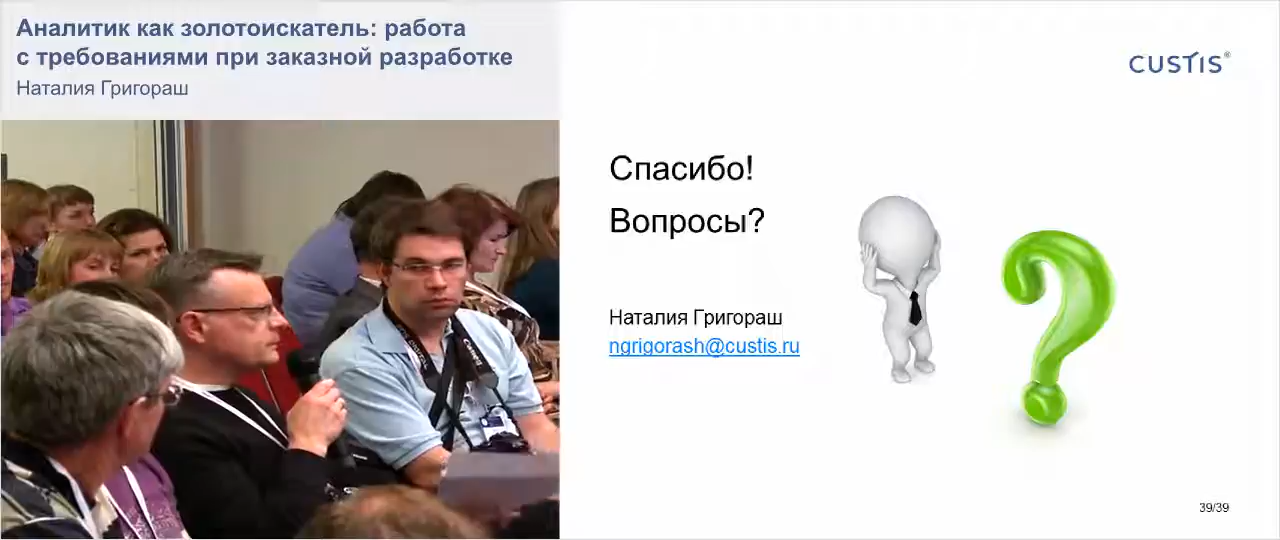 Аналитик как золотоискатель: работа
с требованиями при заказной разработке
Наталия Григораш
CUSTIS®
Спасибо!
Вопросы?
Наталия Григораш
ngrigorash@custis.ru
39/39
Canon